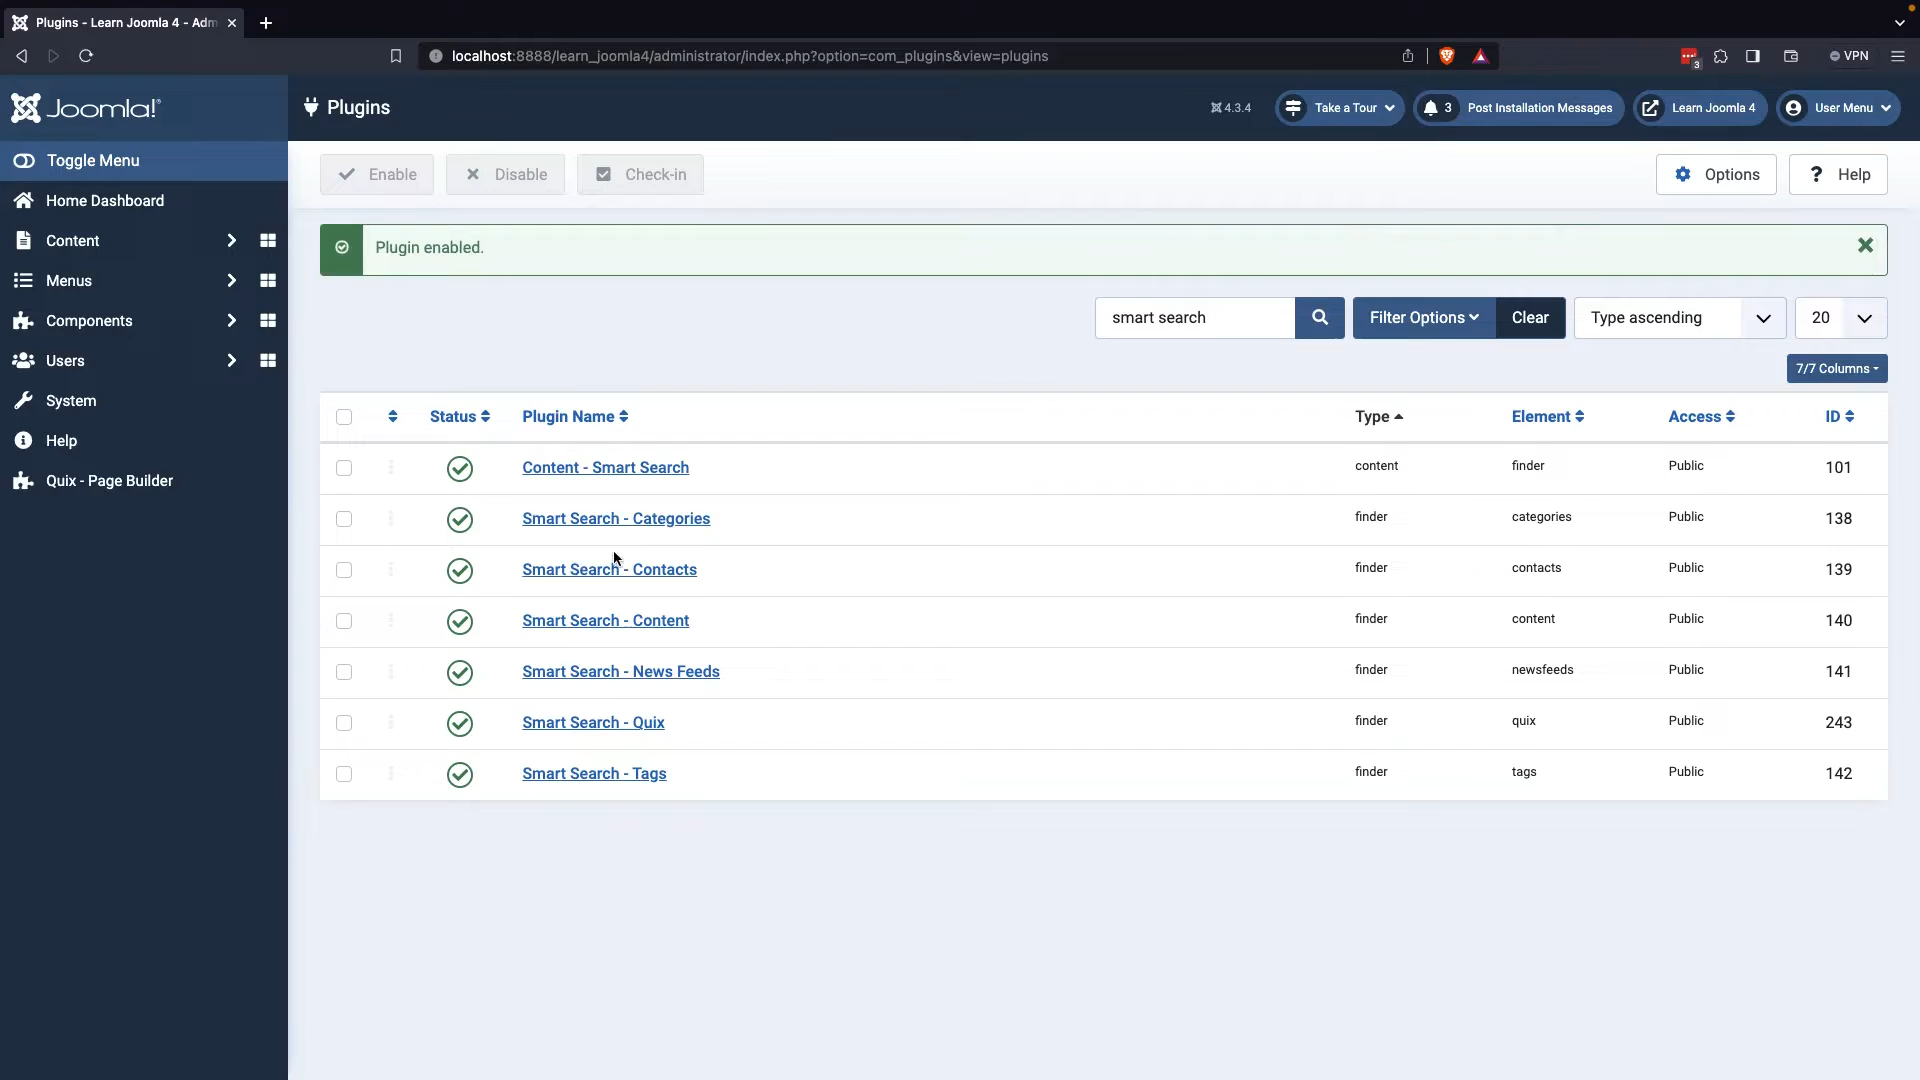 Plugins - Learn Joomla 4 - Adm
localhost:8888/learn_joomla4/administrator/index.php?option=com_plugins&view=plugins
3
VPN
Joomla!®
Plugins
4.3.4
Take a Tour
3 Post Installation Messages
Learn Joomla 4
User Menu
Toggle Menu
Home Dashboard
Content
Menus
Components
Users
System
Help
Quix - Page Builder
Enable
Disable
Check-in
Options
? Help
Plugin enabled.
smart search
Filter Options
Clear
Type ascending
20
7/7 Columns
Status Plugin Name Type Element Access ID
Content - Smart Search content finder Public 101
Smart Search - Categories finder categories Public 138
Smart Search - Contacts finder contacts Public 139
Smart Search - Content finder content Public 140
Smart Search - News Feeds finder newsfeeds Public 141
Smart Search - Quix finder quix Public 243
Smart Search - Tags finder tags Public 142